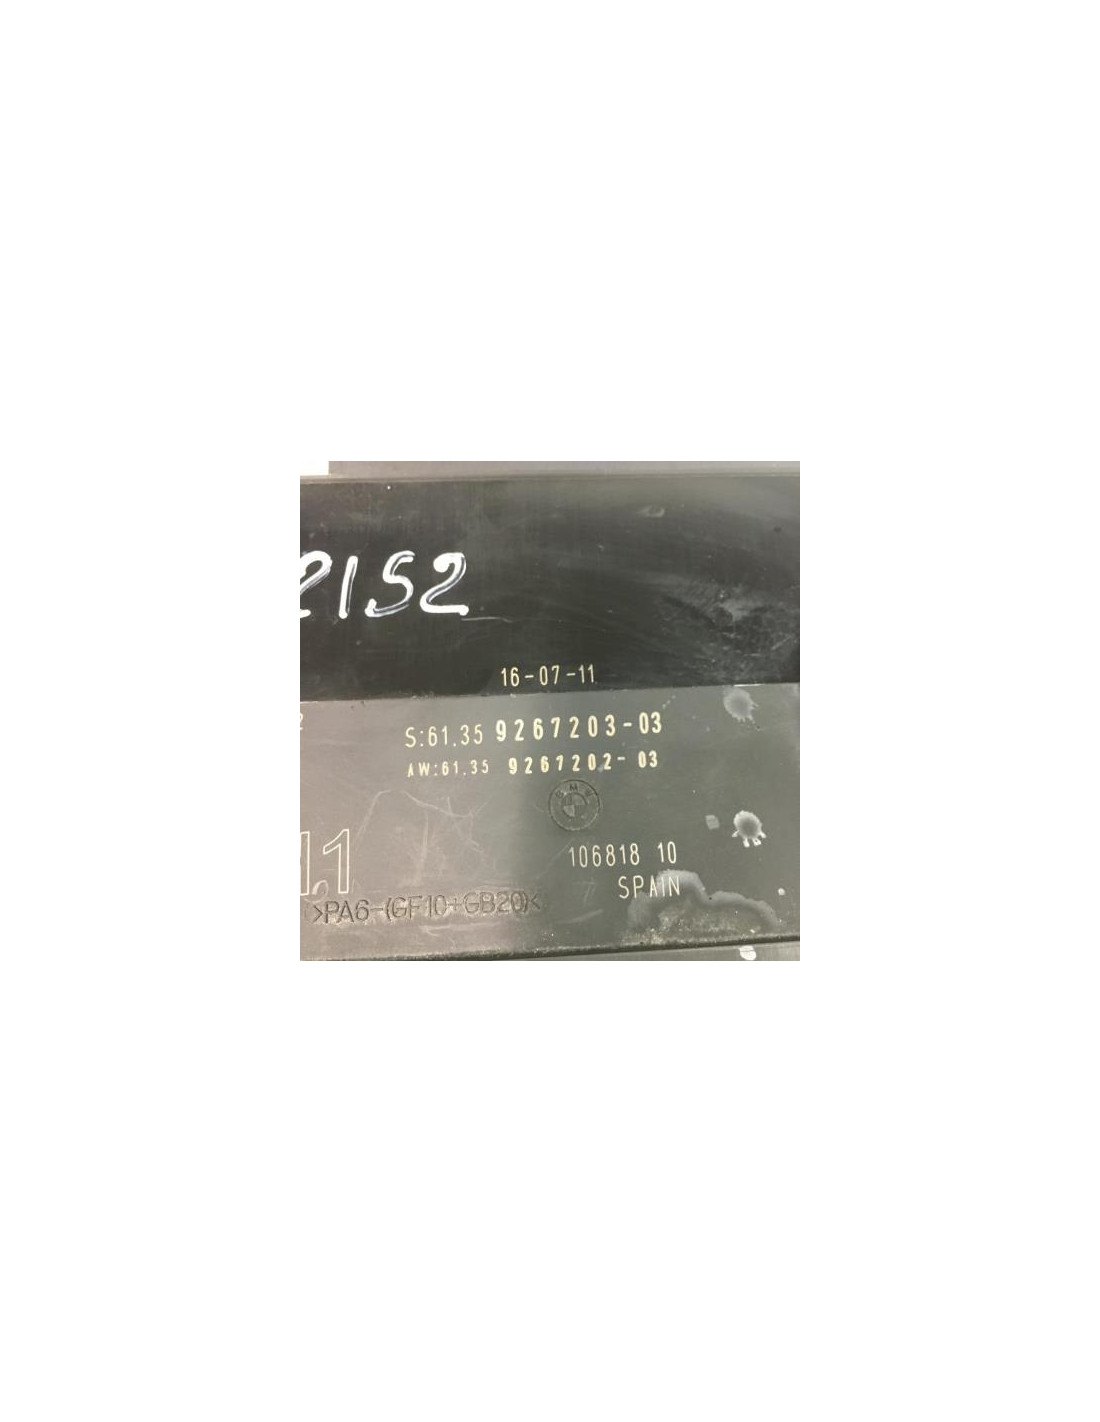 2152
16-07-11
S:61.35 9267203-03
AW:61.35 9267202-03
BMW
106818 10
SPAIN
1.1
>PA6-(GF10+GB20)<